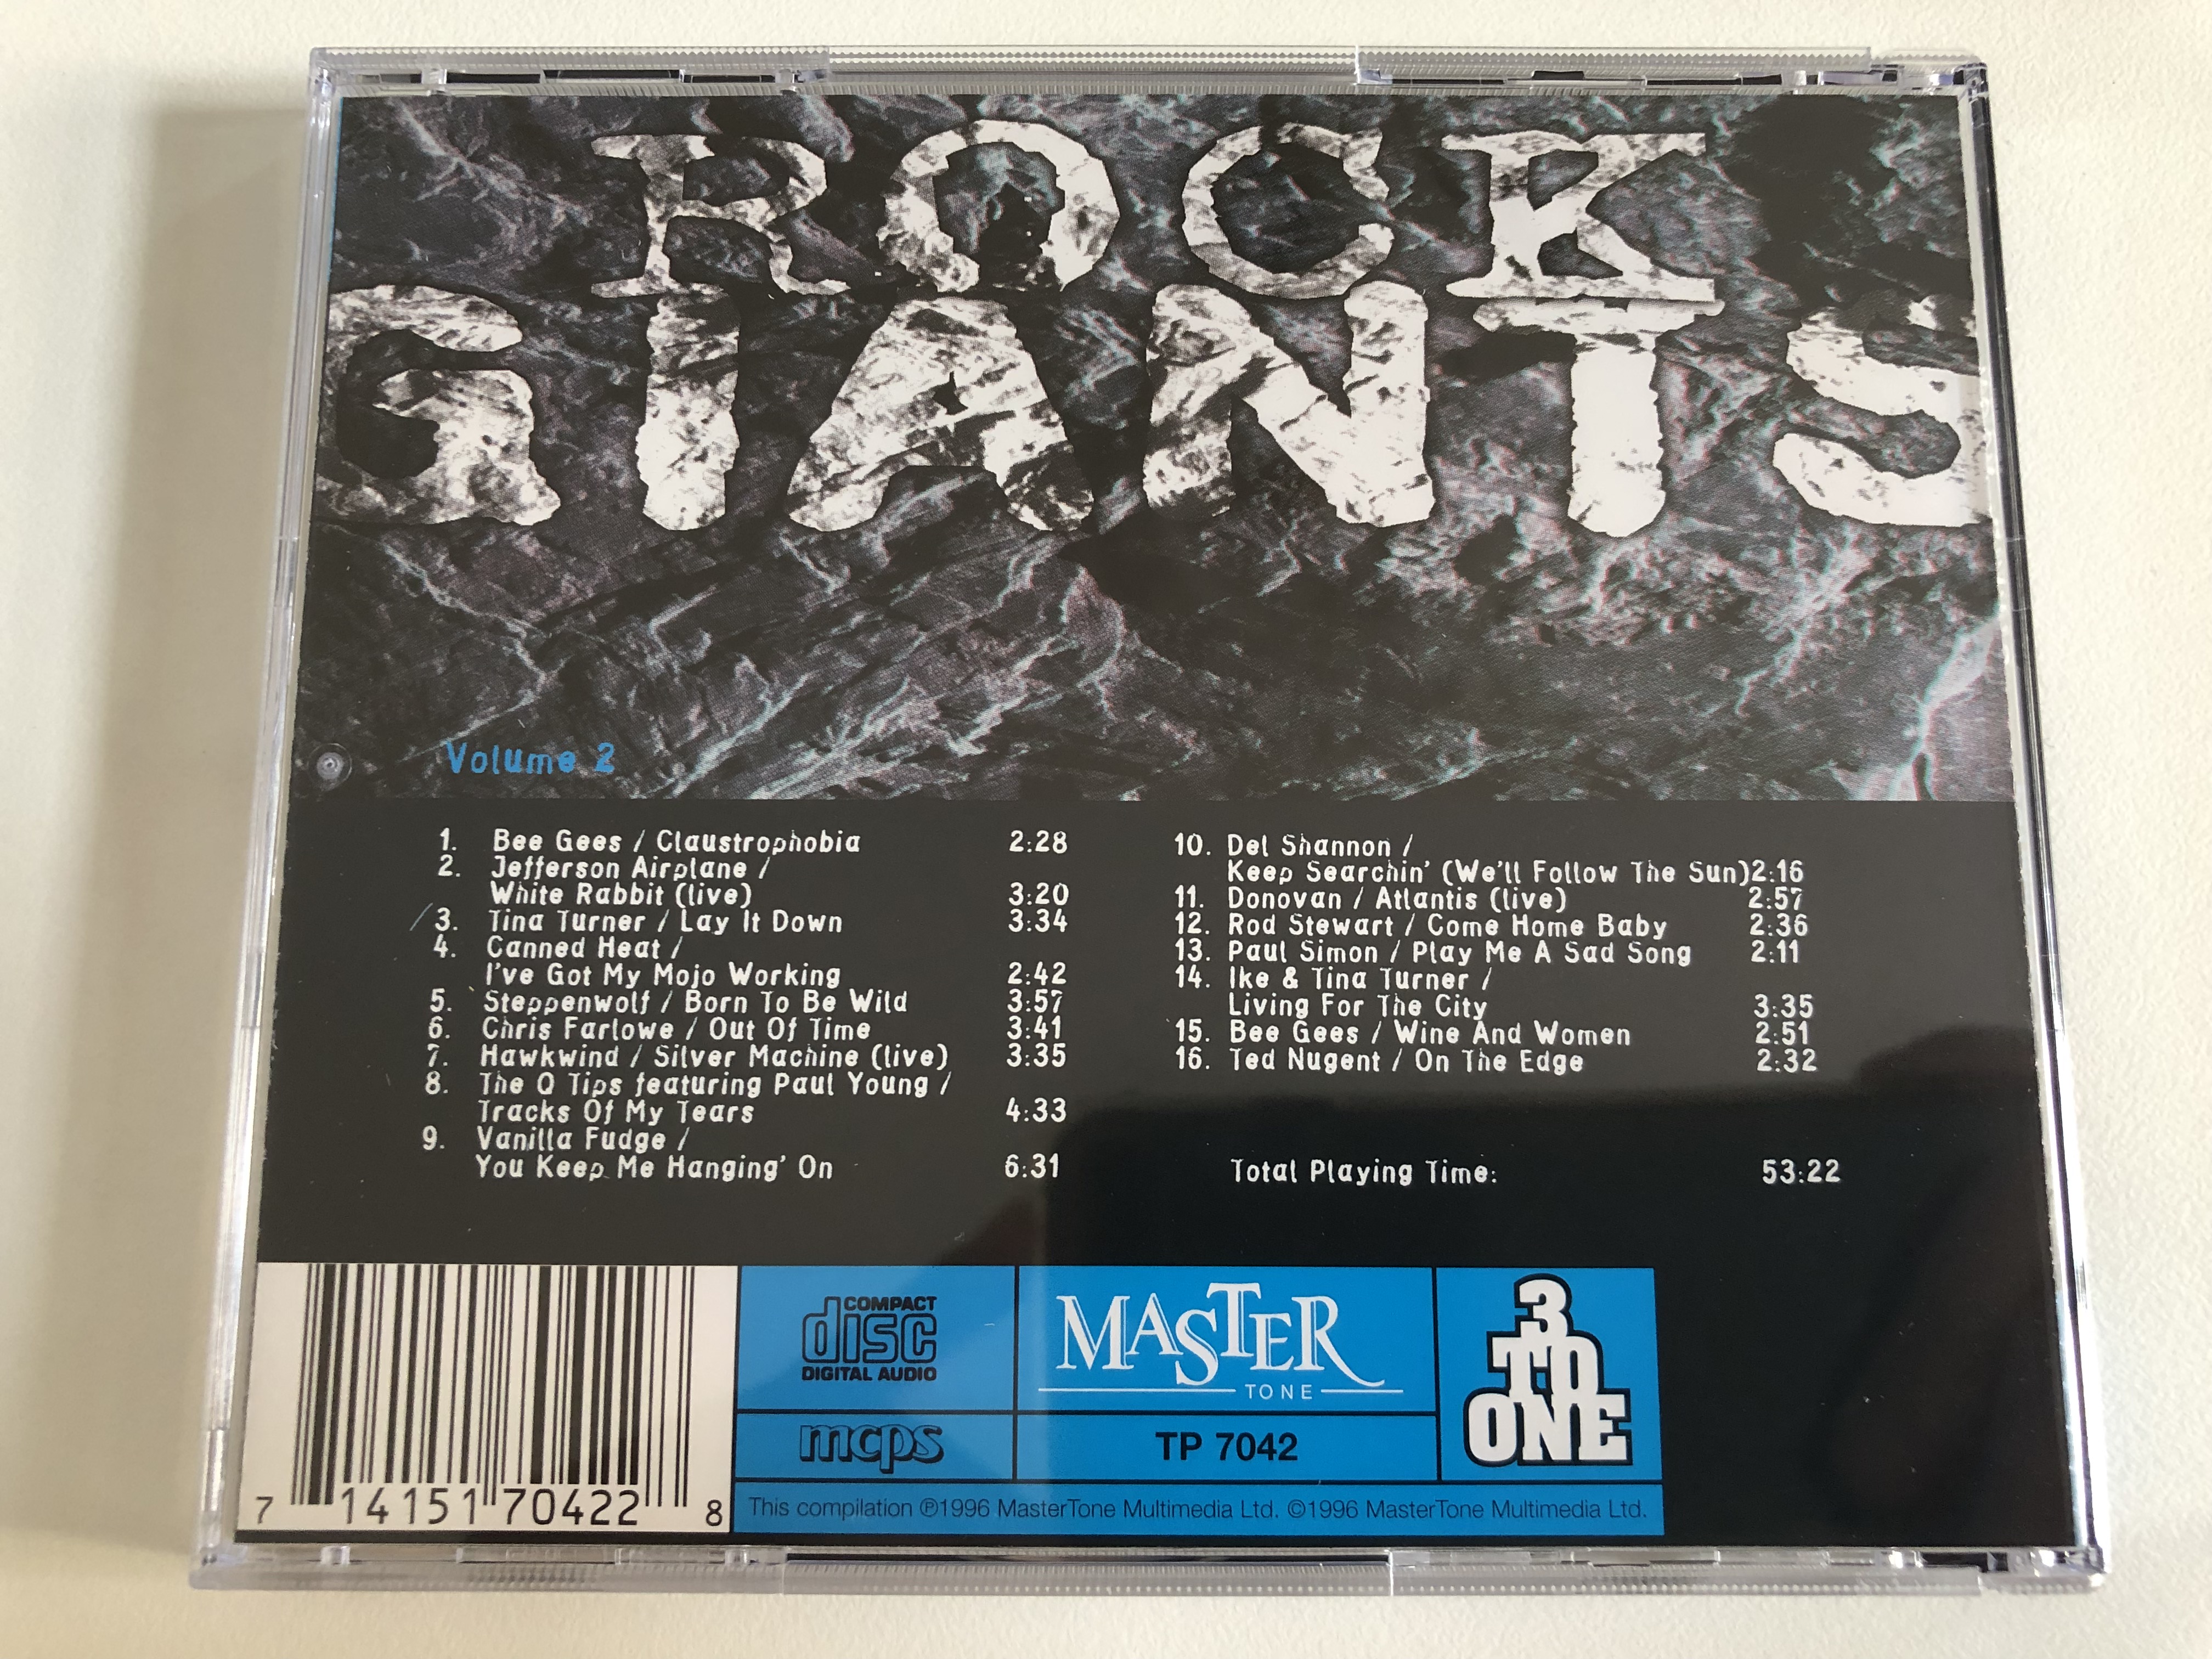 ROCK
GIANTS
Volume 2
1. Bee Gees / Claustrophobia 2:28
2. Jefferson Airplane /
White Rabbit (live) 3:20
3. Tina Turner / Lay It Down 3:34
4. Canned Heat /
I've Got My Mojo Working 2:42
5. Steppenwolf / Born To Be Wild 3:57
6. Chris Farlowe / Out Of Time 3:41
7. Hawkwind / Silver Machine (live) 3:35
8. The Q Tips featuring Paul Young /
Tracks Of My Tears 4:33
9. Vanilla Fudge /
You Keep Me Hanging' On 6:31
10. Del Shannon /
Keep Searchin' (We'll Follow The Sun) 2:16
11. Donovan / Atlantis (live) 2:57
12. Rod Stewart / Come Home Baby 2:36
13. Paul Simon / Play Me A Sad Song 2:11
14. Ike & Tina Turner /
Living For The City 3:35
15. Bee Gees / Wine And Women 2:51
16. Ted Nugent / On The Edge 2:32
Total Playing Time: 53:22
7 14151 70422 8
COMPACT
disc
DIGITAL AUDIO
mcps
MASTER
TONE
TP 7042
3
TO
ONE
This compilation ℗1996 MasterTone Multimedia Ltd. ©1996 MasterTone Multimedia Ltd.